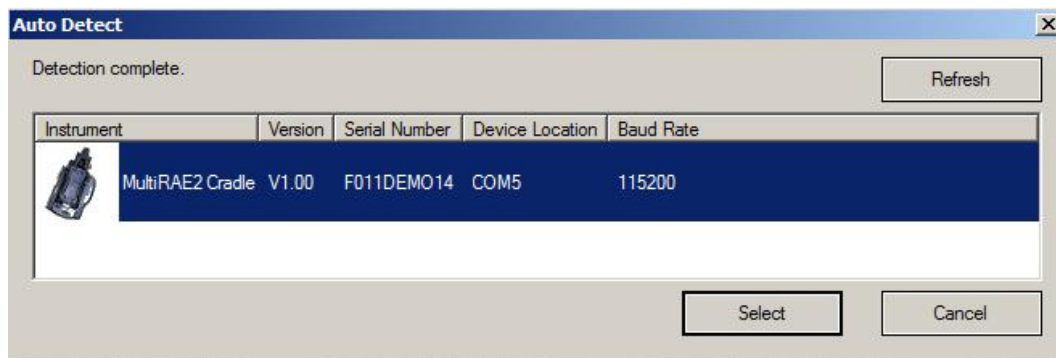 Auto Detect
Detection complete.
Refresh
Instrument Version Serial Number Device Location Baud Rate
MultiRAE2 Cradle V1.00 F011DEMO14 COM5 115200
Select Cancel